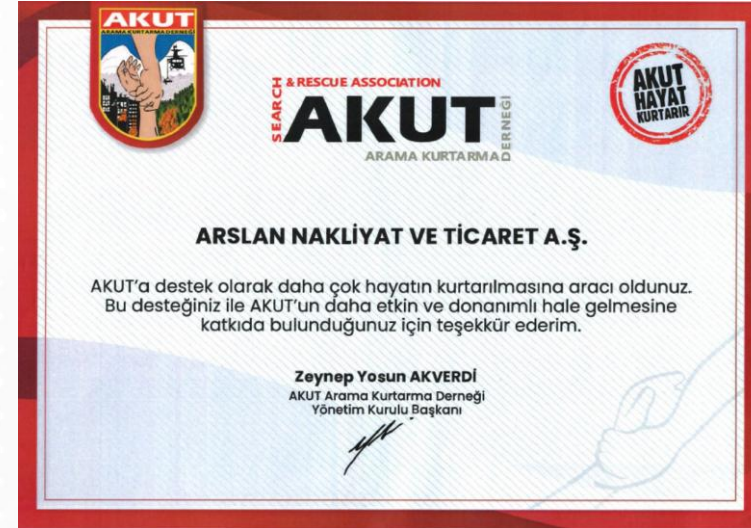 AKUT
ARAMA KURTARMA DERNEĞİ
SEARCH & RESCUE ASSOCIATION
AKUT
ARAMA KURTARMA DERNEĞİ
AKUT
HAYAT
KURTARIR
ARSLAN NAKLİYAT VE TİCARET A.Ş.
AKUT'a destek olarak daha çok hayatın kurtarılmasına aracı oldunuz.
Bu desteğiniz ile AKUT'un daha etkin ve donanımlı hale gelmesine
katkıda bulunduğunuz için teşekkür ederim.
Zeynep Yosun AKVERDİ
AKUT Arama Kurtarma Derneği
Yönetim Kurulu Başkanı